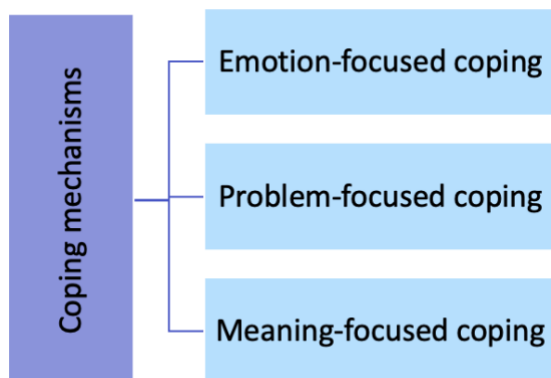 Coping mechanisms
Emotion-focused coping
Problem-focused coping
Meaning-focused coping